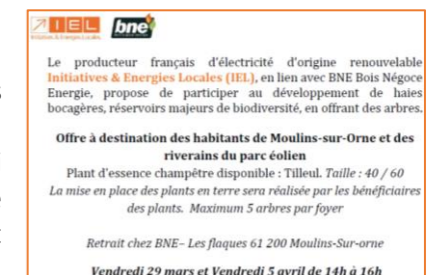 IEL bne
Initiatives & Energies Locales
Le producteur français d'électricité d'origine renouvelable
Initiatives & Energies Locales (IEL), en lien avec BNE Bois Négoce
Energie, propose de participer au développement de haies
bocagères, réservoirs majeurs de biodiversité, en offrant des arbres.
Offre à destination des habitants de Moulins-sur-Orne et des
riverains du parc éolien
Plant d'essence champêtre disponible : Tilleul. Taille : 40 / 60
La mise en place des plants en terre sera réalisée par les bénéficiaires
des plants. Maximum 5 arbres par foyer
Retrait chez BNE– Les flaques 61 200 Moulins-Sur-orne
Vendredi 29 mars et Vendredi 5 avril de 14h à 16h